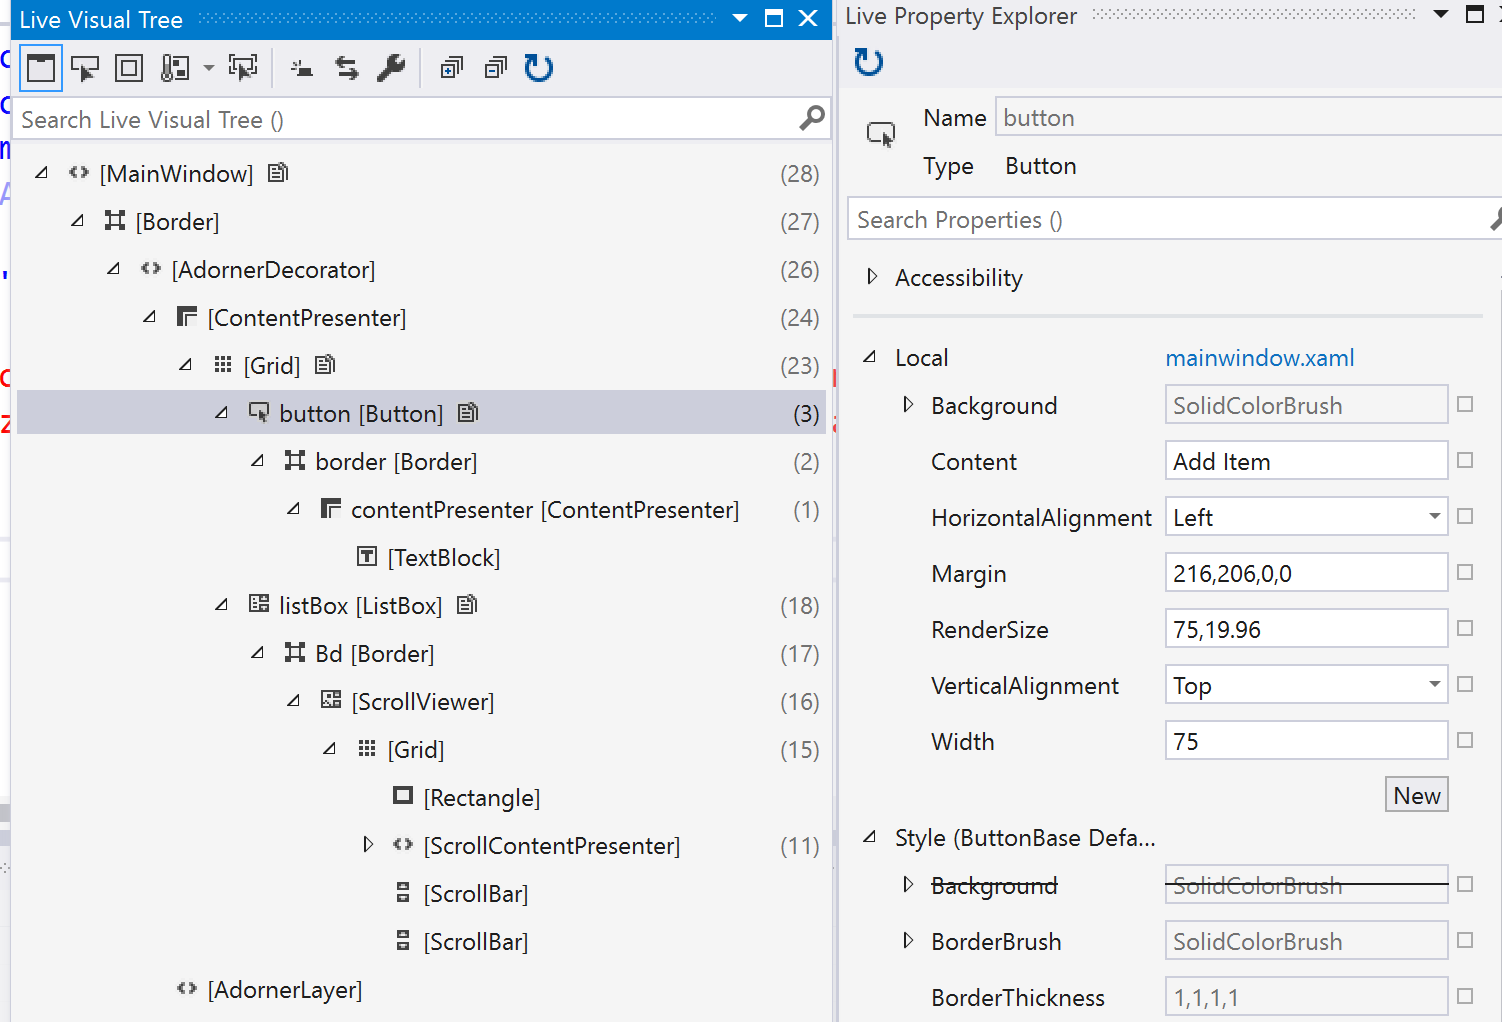 Live Visual Tree
Search Live Visual Tree ()
[MainWindow] (28)
[Border] (27)
[AdornerDecorator] (26)
[ContentPresenter] (24)
[Grid] (23)
button [Button] (3)
border [Border] (2)
contentPresenter [ContentPresenter] (1)
[TextBlock]
listBox [ListBox] (18)
Bd [Border] (17)
[ScrollViewer] (16)
[Grid] (15)
[Rectangle]
[ScrollContentPresenter] (11)
[ScrollBar]
[ScrollBar]
[AdornerLayer]
Live Property Explorer
Name button
Type Button
Search Properties ()
Accessibility
Local mainwindow.xaml
Background SolidColorBrush
Content Add Item
HorizontalAlignment Left
Margin 216,206,0,0
RenderSize 75,19.96
VerticalAlignment Top
Width 75
New
Style (ButtonBase Defa...
Background SolidColorBrush
BorderBrush SolidColorBrush
BorderThickness 1,1,1,1